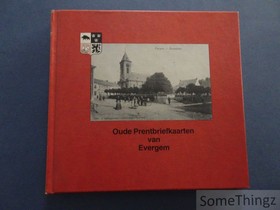 Oude Prentbriefkaarten
van
Evergem
SomeThingz